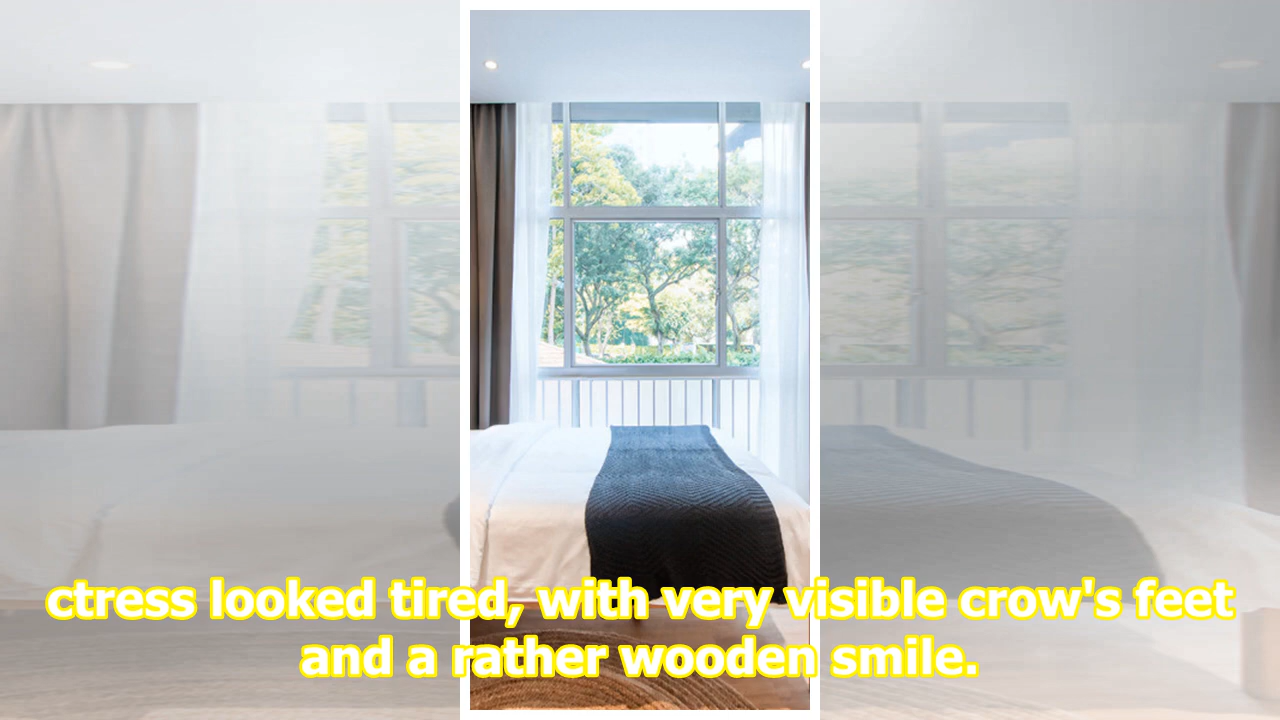 ctress looked tired, with very visible crow's feet
and a rather wooden smile.